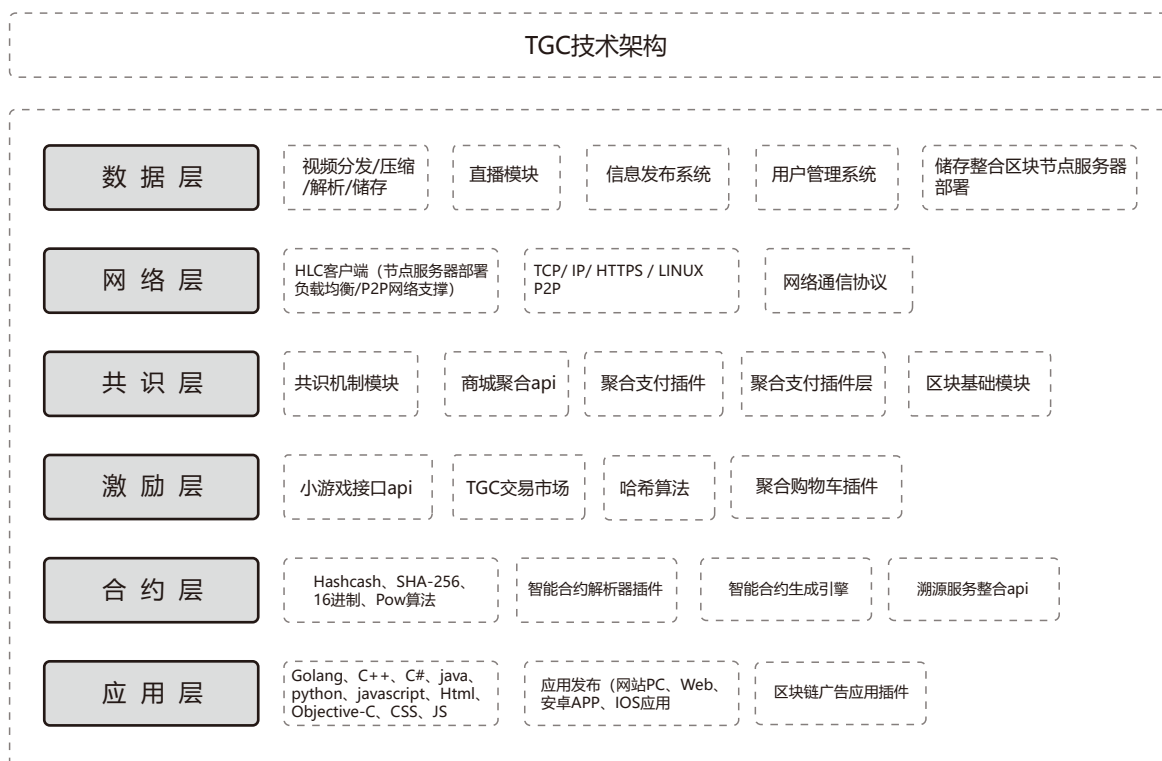 TGC技术架构
数据层
视频分发/压缩
/解析/储存
直播模块
信息发布系统
用户管理系统
储存整合区块节点服务器
部署
网络层
HLC客户端（节点服务器部署
负载均衡/P2P网络支撑）
TCP/ IP/ HTTPS / LINUX
P2P
网络通信协议
共识层
共识机制模块
商城聚合api
聚合支付插件
聚合支付插件层
区块基础模块
激励层
小游戏接口api
TGC交易市场
哈希算法
聚合购物车插件
合约层
Hashcash、SHA-256、
16进制、Pow算法
智能合约解析器插件
智能合约生成引擎
溯源服务整合api
应用层
Golang、C++、C#、java、
python、javascript、Html、
Objective-C、CSS、JS
应用发布（网站PC、Web、
安卓APP、IOS应用
区块链广告应用插件